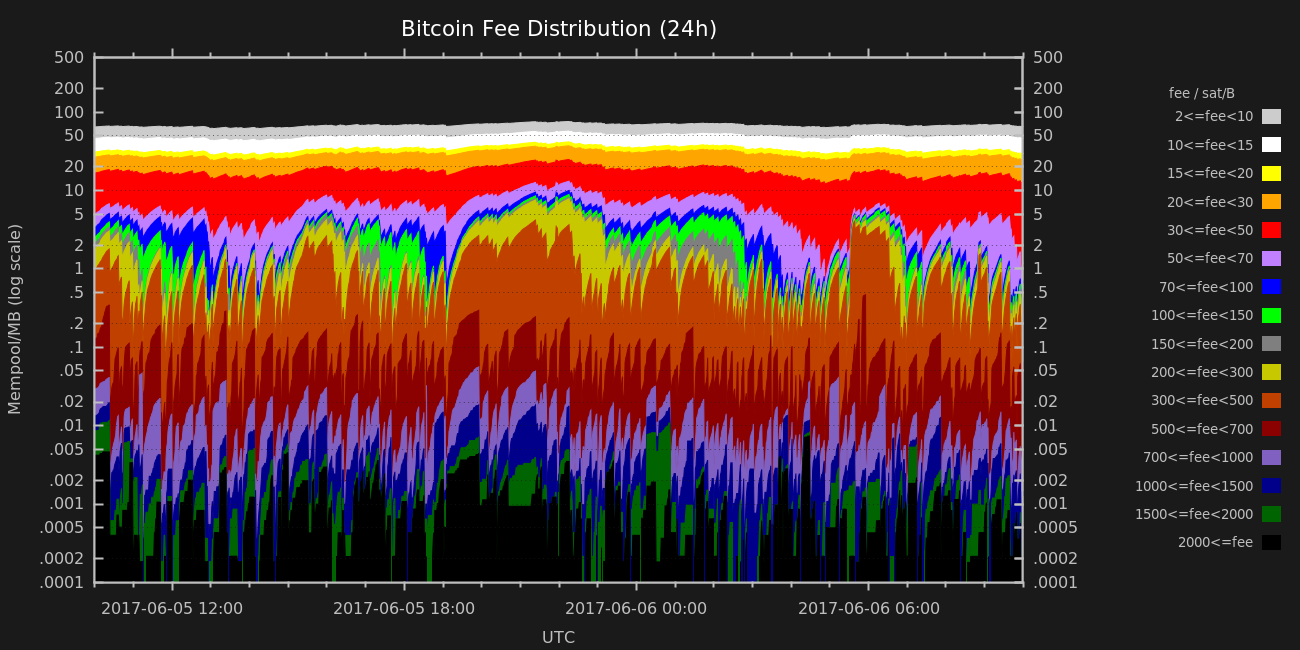 Bitcoin Fee Distribution (24h)
500
200
100
50
20
10
5
2
1
.5
.2
.1
.05
.02
.01
.005
.002
.001
.0005
.0002
.0001
Mempool/MB (log scale)
500
200
100
50
20
10
5
2
1
.5
.2
.1
.05
.02
.01
.005
.002
.001
.0005
.0002
.0001
2017-06-05 12:00
2017-06-05 18:00
2017-06-06 00:00
2017-06-06 06:00
UTC
fee / sat/B
2<=fee<10
10<=fee<15
15<=fee<20
20<=fee<30
30<=fee<50
50<=fee<70
70<=fee<100
100<=fee<150
150<=fee<200
200<=fee<300
300<=fee<500
500<=fee<700
700<=fee<1000
1000<=fee<1500
1500<=fee<2000
2000<=fee